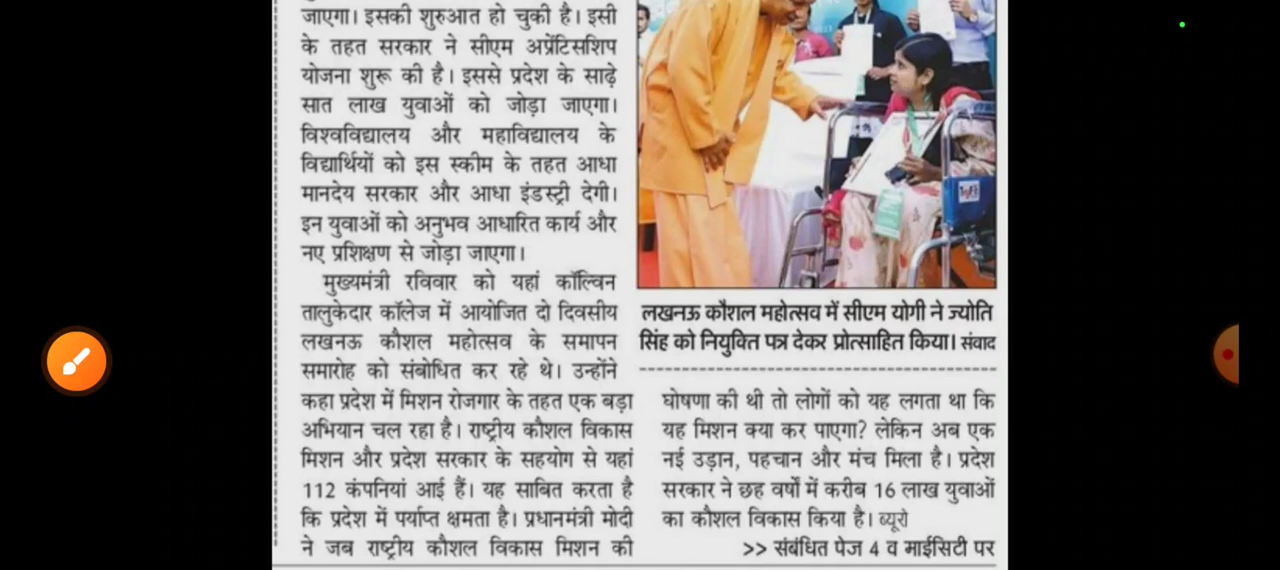 जाएगा। इसकी शुरुआत हो चुकी है। इसी
के तहत सरकार ने सीएम अप्रेंटिसशिप
योजना शुरू की है। इससे प्रदेश के साढ़े
सात लाख युवाओं को जोड़ा जाएगा।
विश्वविद्यालय और महाविद्यालय के
विद्यार्थियों को इस स्कीम के तहत आधा
मानदेय सरकार और आधा इंडस्ट्री देगी।
इन युवाओं को अनुभव आधारित कार्य और
नए प्रशिक्षण से जोड़ा जाएगा।
मुख्यमंत्री रविवार को यहां कॉल्विन
तालुकेदार कॉलेज में आयोजित दो दिवसीय
लखनऊ कौशल महोत्सव के समापन
समारोह को संबोधित कर रहे थे। उन्होंने
कहा प्रदेश में मिशन रोजगार के तहत एक बड़ा
अभियान चल रहा है। राष्ट्रीय कौशल विकास
मिशन और प्रदेश सरकार के सहयोग से यहां
112 कंपनियां आई हैं। यह साबित करता है
कि प्रदेश में पर्याप्त क्षमता है। प्रधानमंत्री मोदी
ने जब राष्ट्रीय कौशल विकास मिशन की
लखनऊ कौशल महोत्सव में सीएम योगी ने ज्योति
सिंह को नियुक्ति पत्र देकर प्रोत्साहित किया। संवाद
घोषणा की थी तो लोगों को यह लगता था कि
यह मिशन क्या कर पाएगा? लेकिन अब एक
नई उड़ान, पहचान और मंच मिला है। प्रदेश
सरकार ने छह वर्षों में करीब 16 लाख युवाओं
का कौशल विकास किया है। ब्यूरो
>> संबंधित पेज 4 व माईसिटी पर